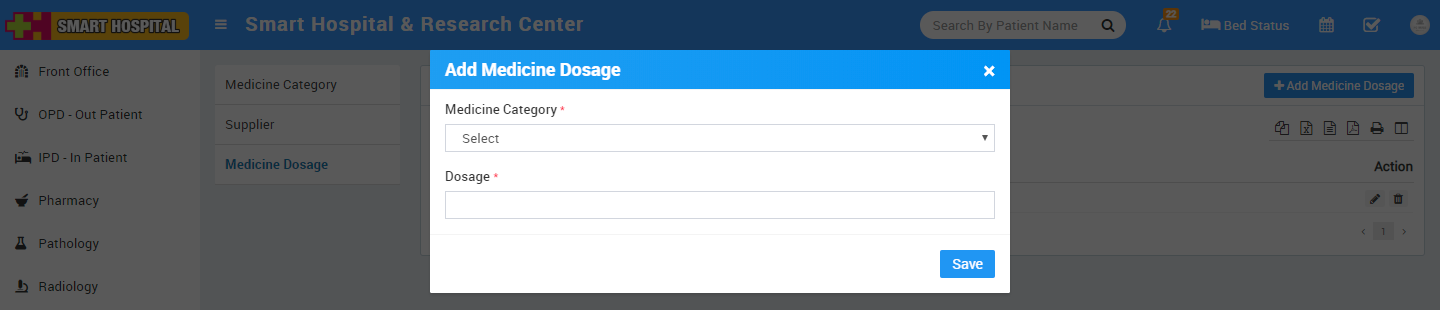 SMART HOSPITAL
Smart Hospital & Research Center
Search By Patient Name
22
Bed Status
Front Office
OPD - Out Patient
IPD - In Patient
Pharmacy
Pathology
Radiology
Medicine Category
Supplier
Medicine Dosage
+Add Medicine Dosage
Action
‹ 1 ›
Add Medicine Dosage ×
Medicine Category *
Select
Dosage *
Save